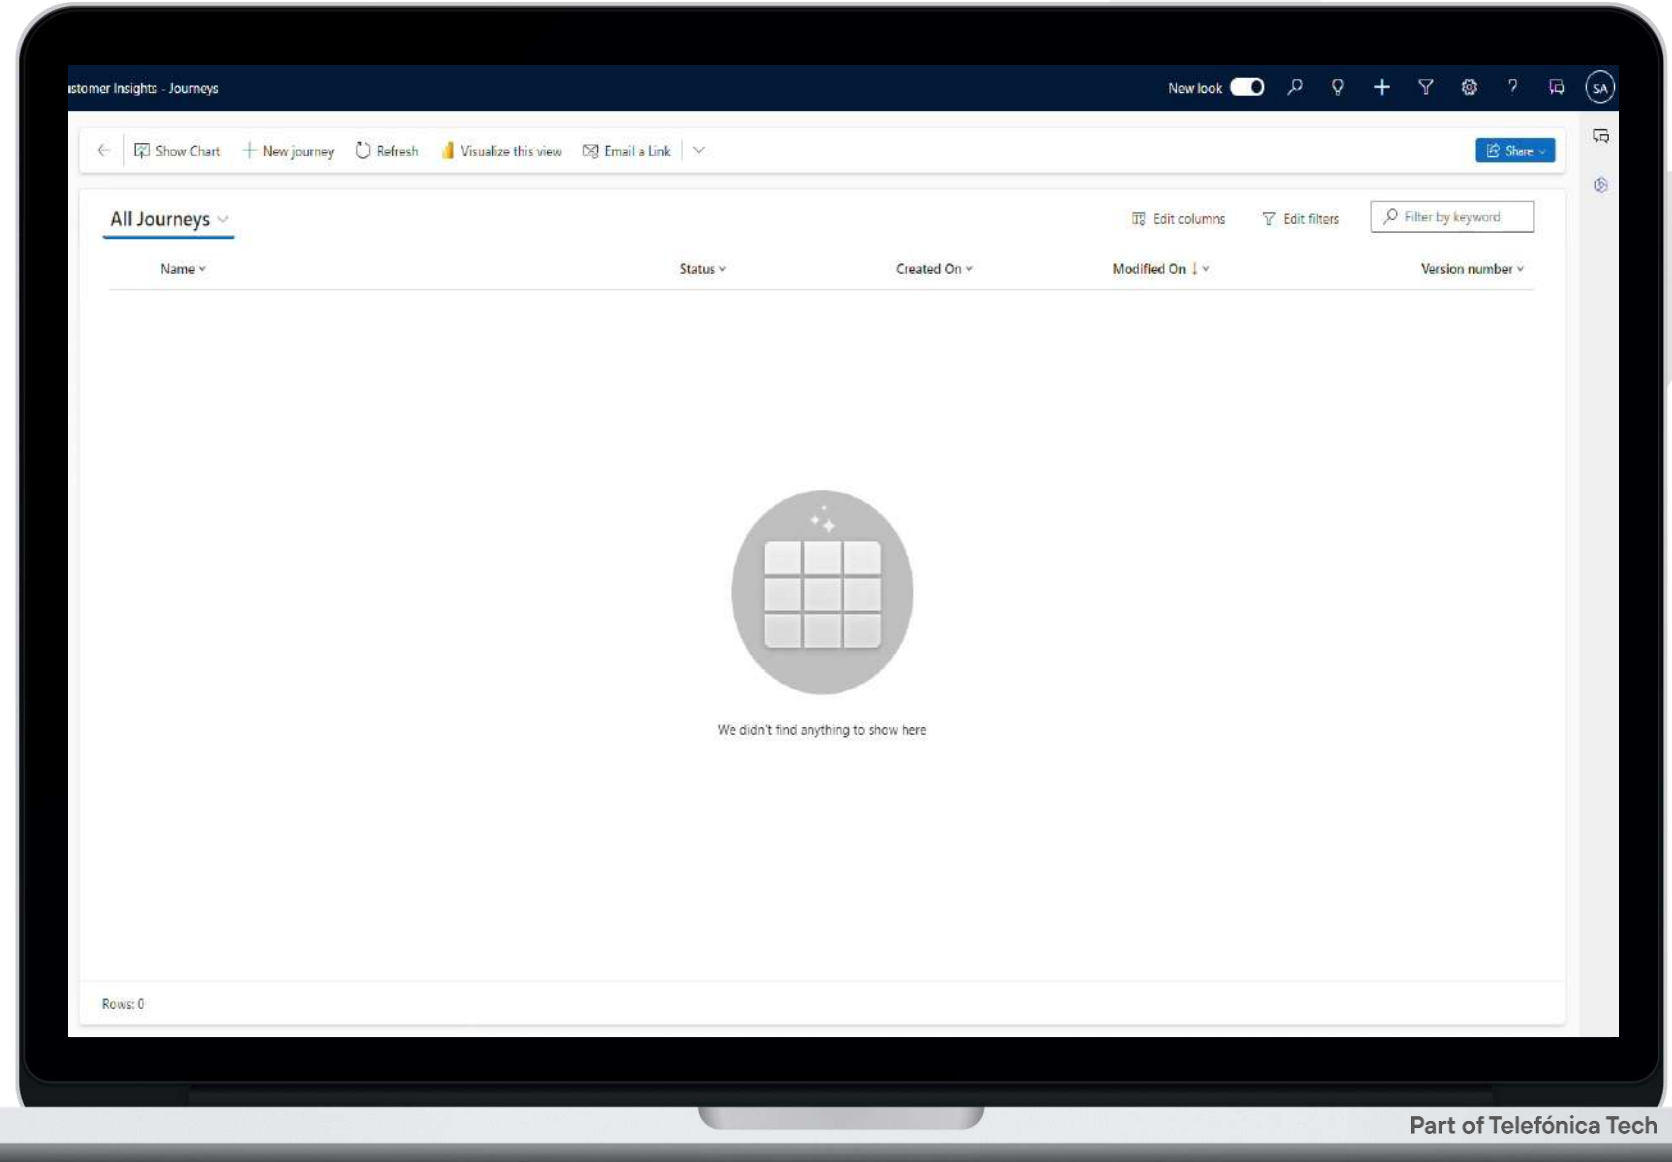 ustomer Insights - Journeys
New look
SA
Show Chart
New journey
Refresh
Visualize this view
Email a Link
Share
All Journeys
Edit columns
Edit filters
Filter by keyword
Name
Status
Created On
Modified On
Version number
We didn't find anything to show here
Rows: 0
Part of Telefónica Tech